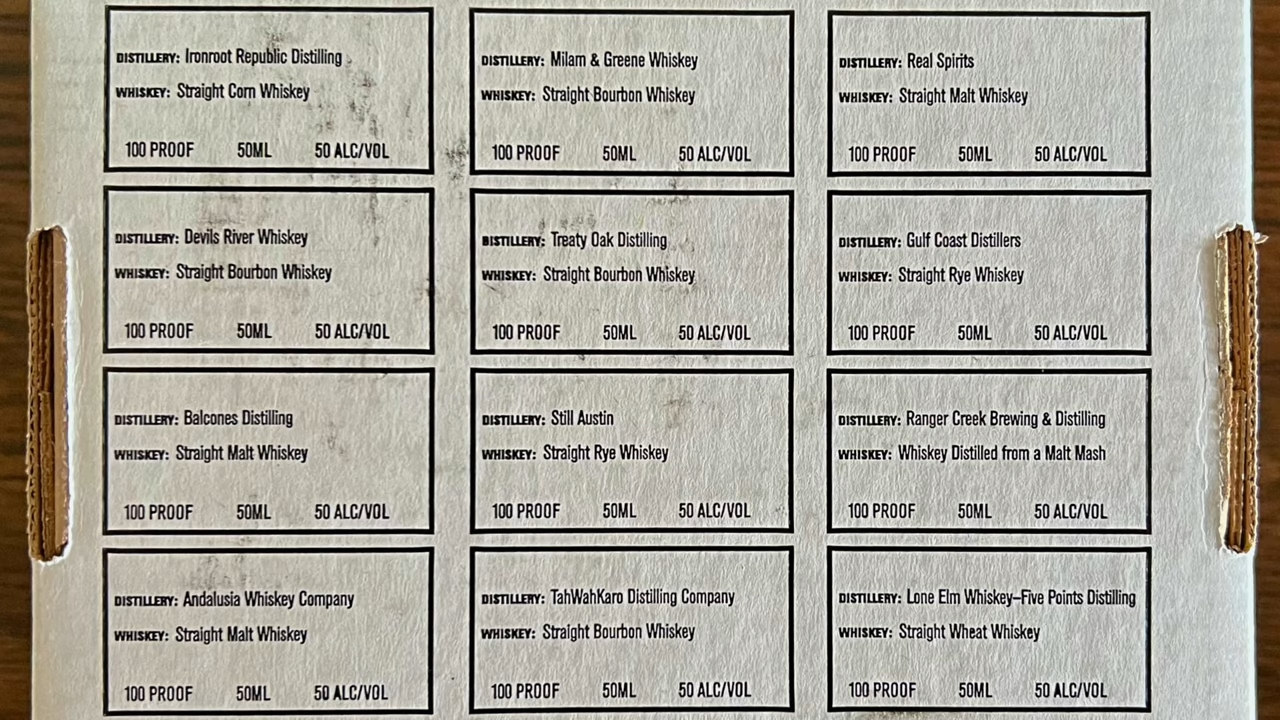 DISTILLERY: Ironroot Republic Distilling
WHISKEY: Straight Corn Whiskey
100 PROOF 50ML 50 ALC/VOL
DISTILLERY: Milam & Greene Whiskey
WHISKEY: Straight Bourbon Whiskey
100 PROOF 50ML 50 ALC/VOL
DISTILLERY: Real Spirits
WHISKEY: Straight Malt Whiskey
100 PROOF 50ML 50 ALC/VOL
DISTILLERY: Devils River Whiskey
WHISKEY: Straight Bourbon Whiskey
100 PROOF 50ML 50 ALC/VOL
DISTILLERY: Treaty Oak Distilling
WHISKEY: Straight Bourbon Whiskey
100 PROOF 50ML 50 ALC/VOL
DISTILLERY: Gulf Coast Distillers
WHISKEY: Straight Rye Whiskey
100 PROOF 50ML 50 ALC/VOL
DISTILLERY: Balcones Distilling
WHISKEY: Straight Malt Whiskey
100 PROOF 50ML 50 ALC/VOL
DISTILLERY: Still Austin
WHISKEY: Straight Rye Whiskey
100 PROOF 50ML 50 ALC/VOL
DISTILLERY: Ranger Creek Brewing & Distilling
WHISKEY: Whiskey Distilled from a Malt Mash
100 PROOF 50ML 50 ALC/VOL
DISTILLERY: Andalusia Whiskey Company
WHISKEY: Straight Malt Whiskey
100 PROOF 50ML 50 ALC/VOL
DISTILLERY: TahWahKaro Distilling Company
WHISKEY: Straight Bourbon Whiskey
100 PROOF 50ML 50 ALC/VOL
DISTILLERY: Lone Elm Whiskey–Five Points Distilling
WHISKEY: Straight Wheat Whiskey
100 PROOF 50ML 50 ALC/VOL